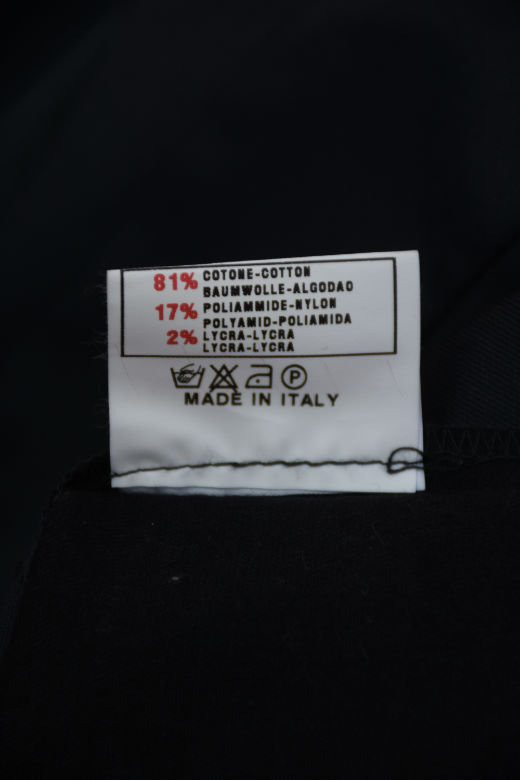 81% COTONE-COTTON
BAUMWOLLE-ALGODAO
17% POLIAMMIDE-NYLON
POLYAMID-POLIAMIDA
2% LYCRA-LYCRA
LYCRA-LYCRA
P
MADE IN ITALY